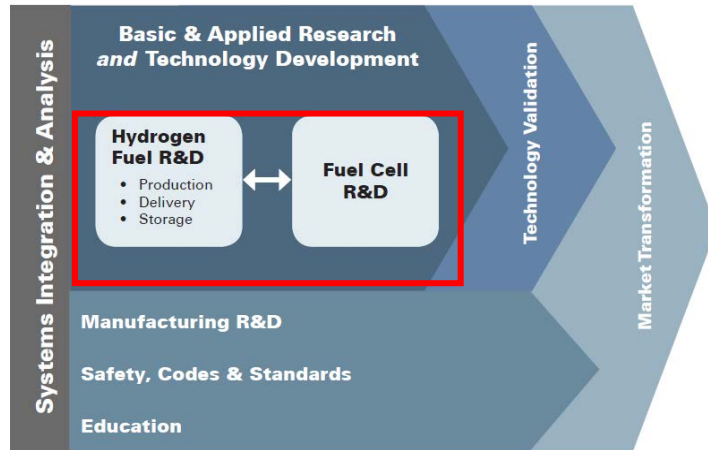 Systems Integration & Analysis
Basic & Applied Research
and Technology Development
Hydrogen
Fuel R&D
• Production
• Delivery
• Storage
Fuel Cell
R&D
Technology Validation
Market Transformation
Manufacturing R&D
Safety, Codes & Standards
Education